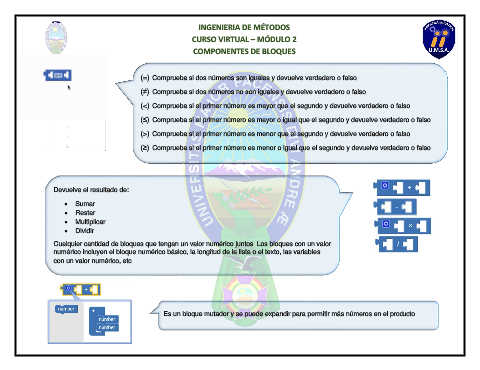 INGENIERIA DE MÉTODOS
CURSO VIRTUAL – MÓDULO 2
COMPONENTES DE BLOQUES
U.M.S.A.
(=) Comprueba si dos números son iguales y devuelve verdadero o falso
(≠) Comprueba si dos números no son iguales y devuelve verdadero o falso
(<) Comprueba si el primer número es mayor que el segundo y devuelve verdadero o falso
(≤) Comprueba si el primer número es mayor o igual que el segundo y devuelve verdadero o falso
(>) Comprueba si el primer número es menor que el segundo y devuelve verdadero o falso
(≥) Comprueba si el primer número es menor o igual que el segundo y devuelve verdadero o falso
Devuelve el resultado de:
• Sumar
• Restar
• Multiplicar
• Dividir
Cualquier cantidad de bloques que tengan un valor numérico juntos Los bloques con un valor
numérico incluyen el bloque numérico básico, la longitud de la lista o el texto, las variables
con un valor numérico, etc
+
-
×
/
number
number
number
Es un bloque mutador y se puede expandir para permitir más números en el producto